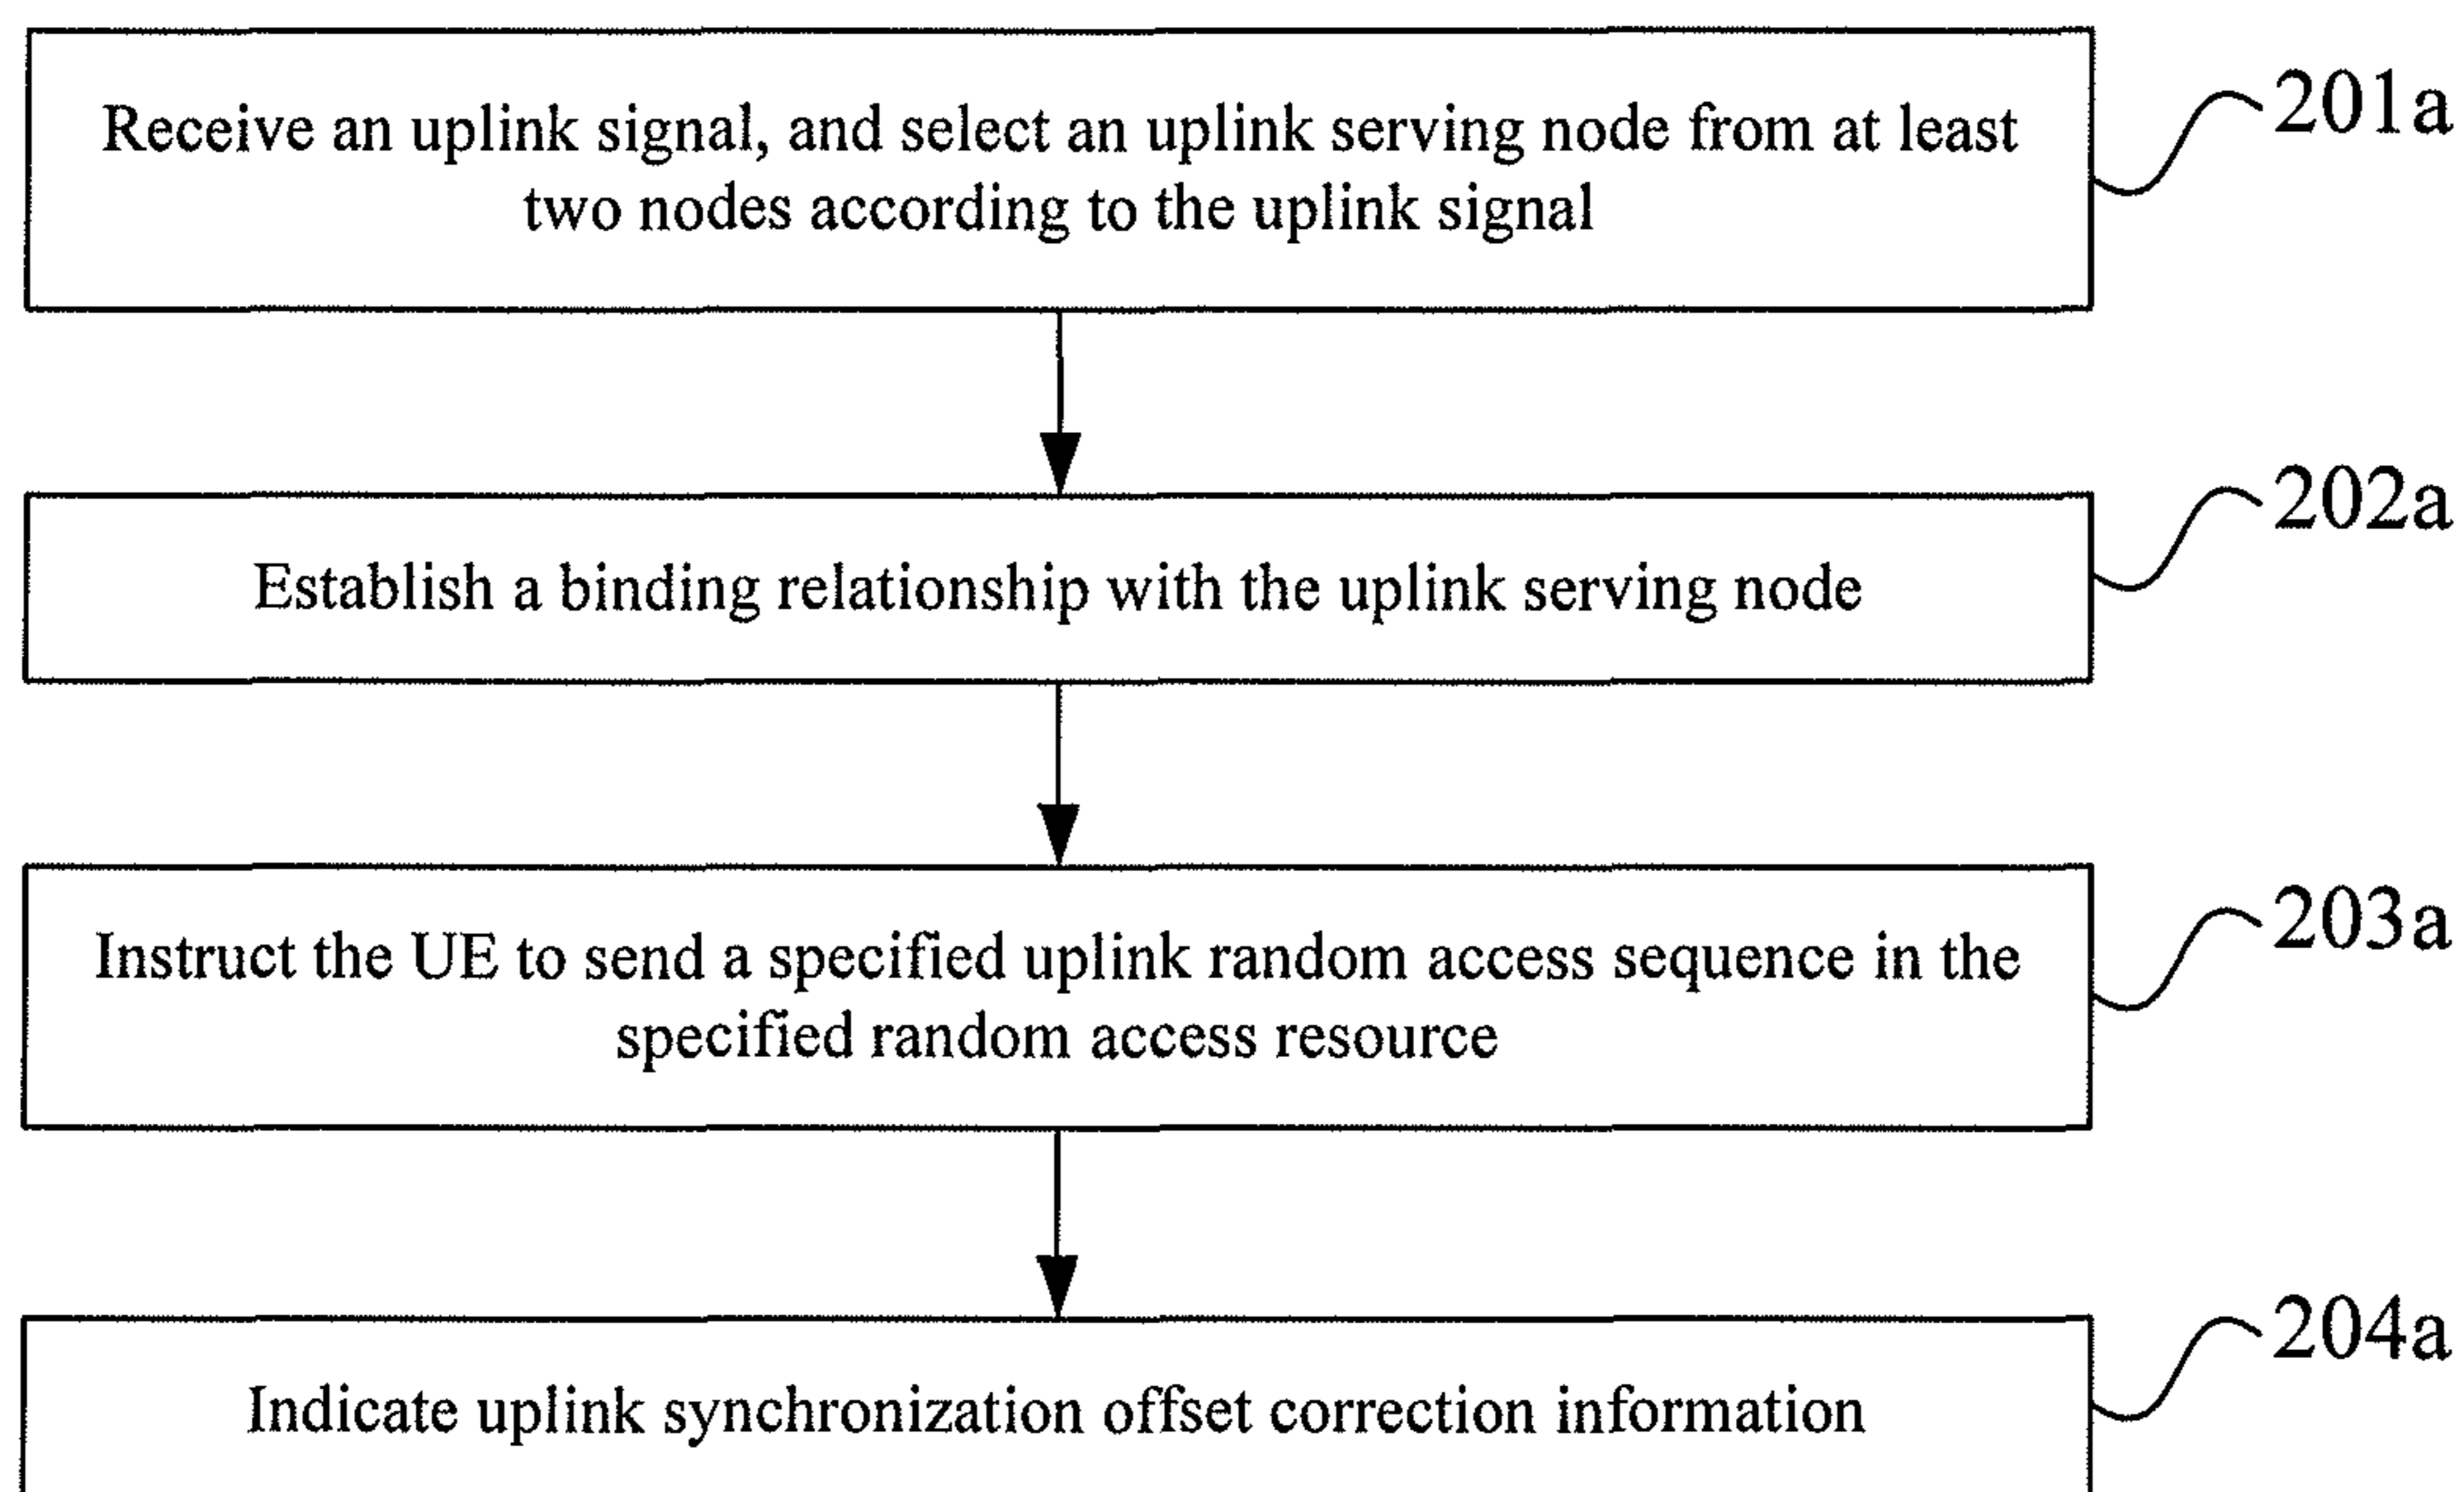 Receive an uplink signal, and select an uplink serving node from at least
two nodes according to the uplink signal
201a
Establish a binding relationship with the uplink serving node
202a
Instruct the UE to send a specified uplink random access sequence in the
specified random access resource
203a
Indicate uplink synchronization offset correction information
204a